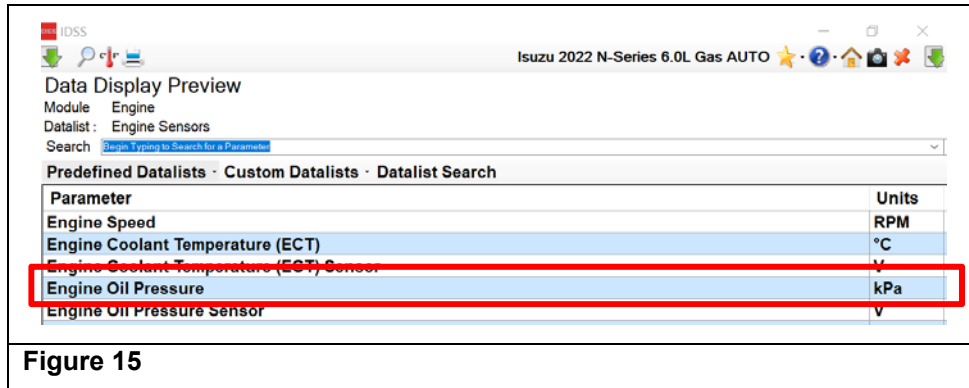 IDSS IDSS
Isuzu 2022 N-Series 6.0L Gas AUTO
Data Display Preview
Module Engine
Datalist : Engine Sensors
Search Begin Typing to Search for a Parameter
Predefined Datalists · Custom Datalists · Datalist Search
Parameter Units
Engine Speed RPM
Engine Coolant Temperature (ECT) °C
Engine Coolant Temperature (ECT) Sensor V
Engine Oil Pressure kPa
Engine Oil Pressure Sensor V
Figure 15